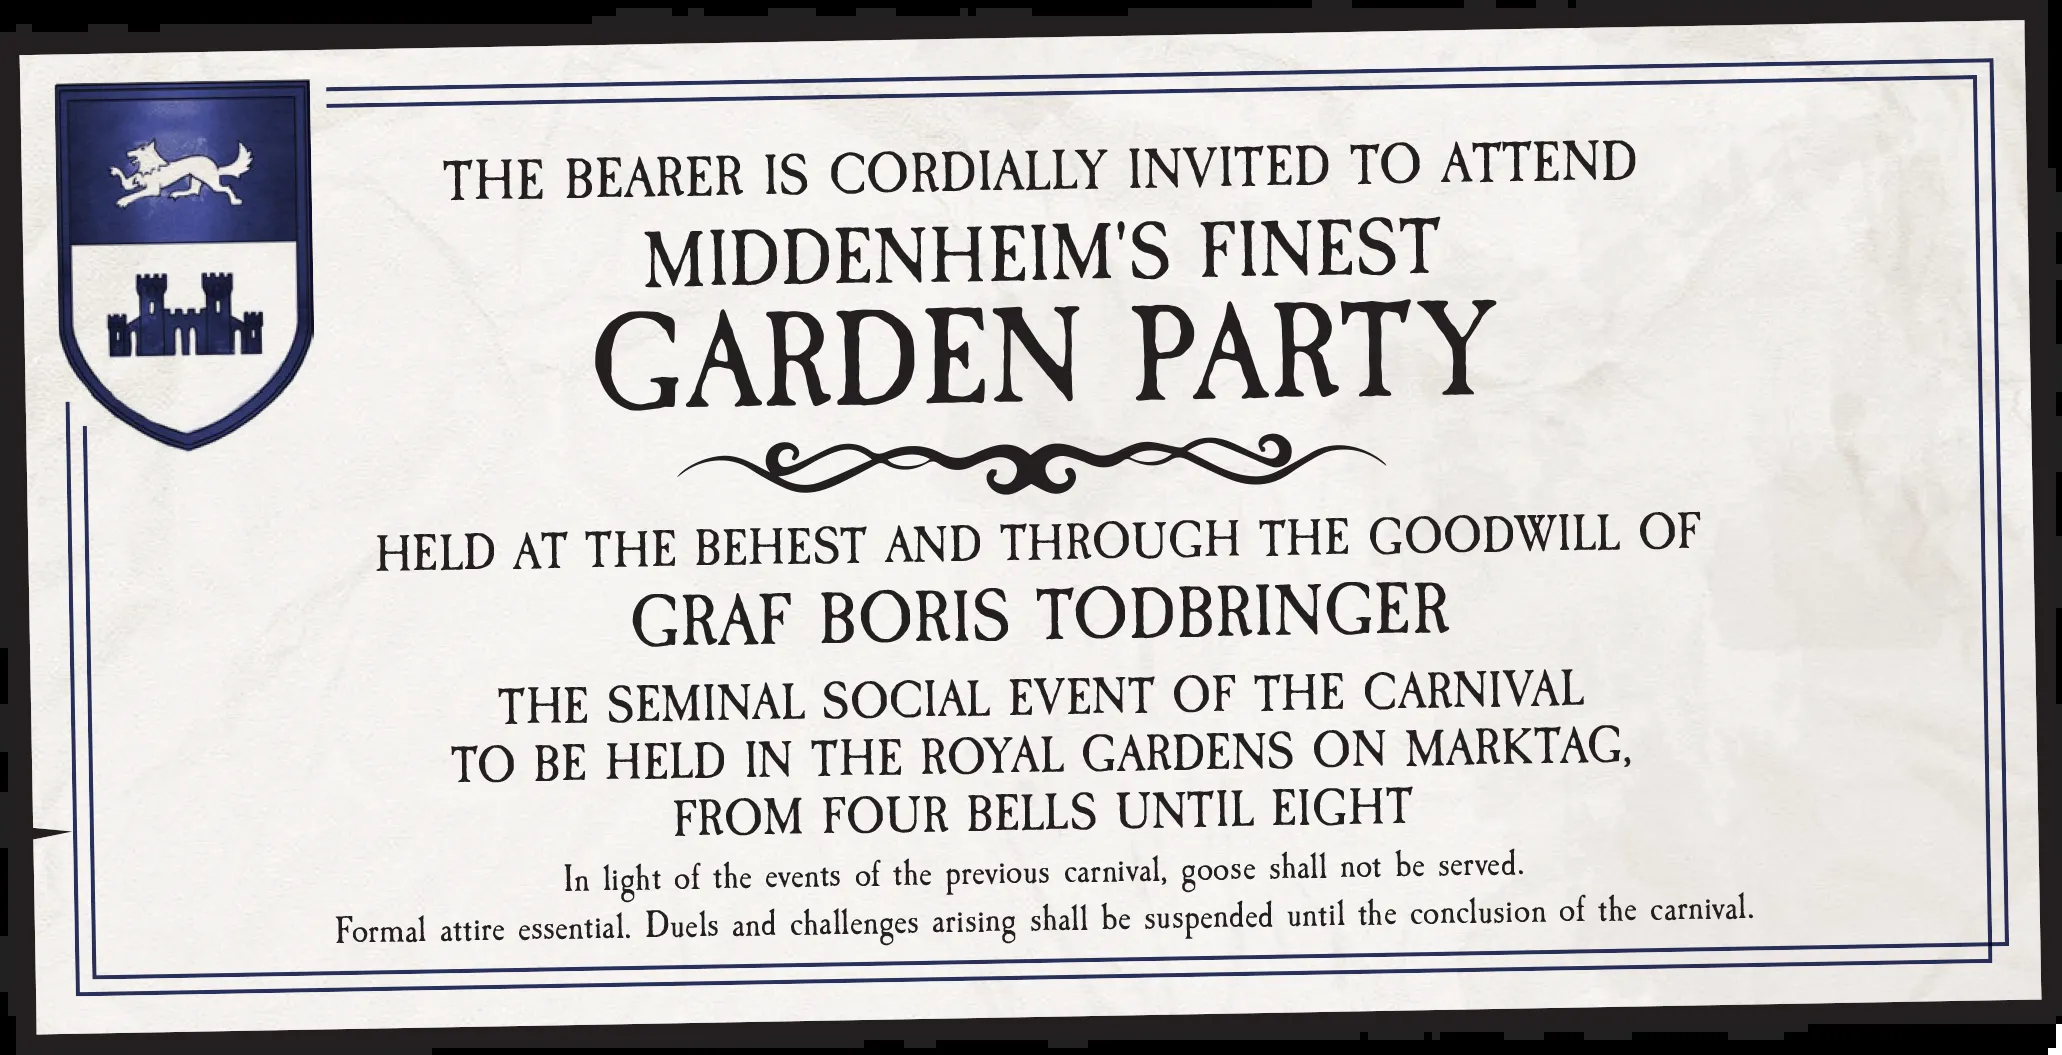 THE BEARER IS CORDIALLY INVITED TO ATTEND
MIDDENHEIM'S FINEST
GARDEN PARTY
HELD AT THE BEHEST AND THROUGH THE GOODWILL OF
GRAF BORIS TODBRINGER
THE SEMINAL SOCIAL EVENT OF THE CARNIVAL
TO BE HELD IN THE ROYAL GARDENS ON MARKTAG,
FROM FOUR BELLS UNTIL EIGHT
In light of the events of the previous carnival, goose shall not be served.
Formal attire essential. Duels and challenges arising shall be suspended until the conclusion of the carnival.